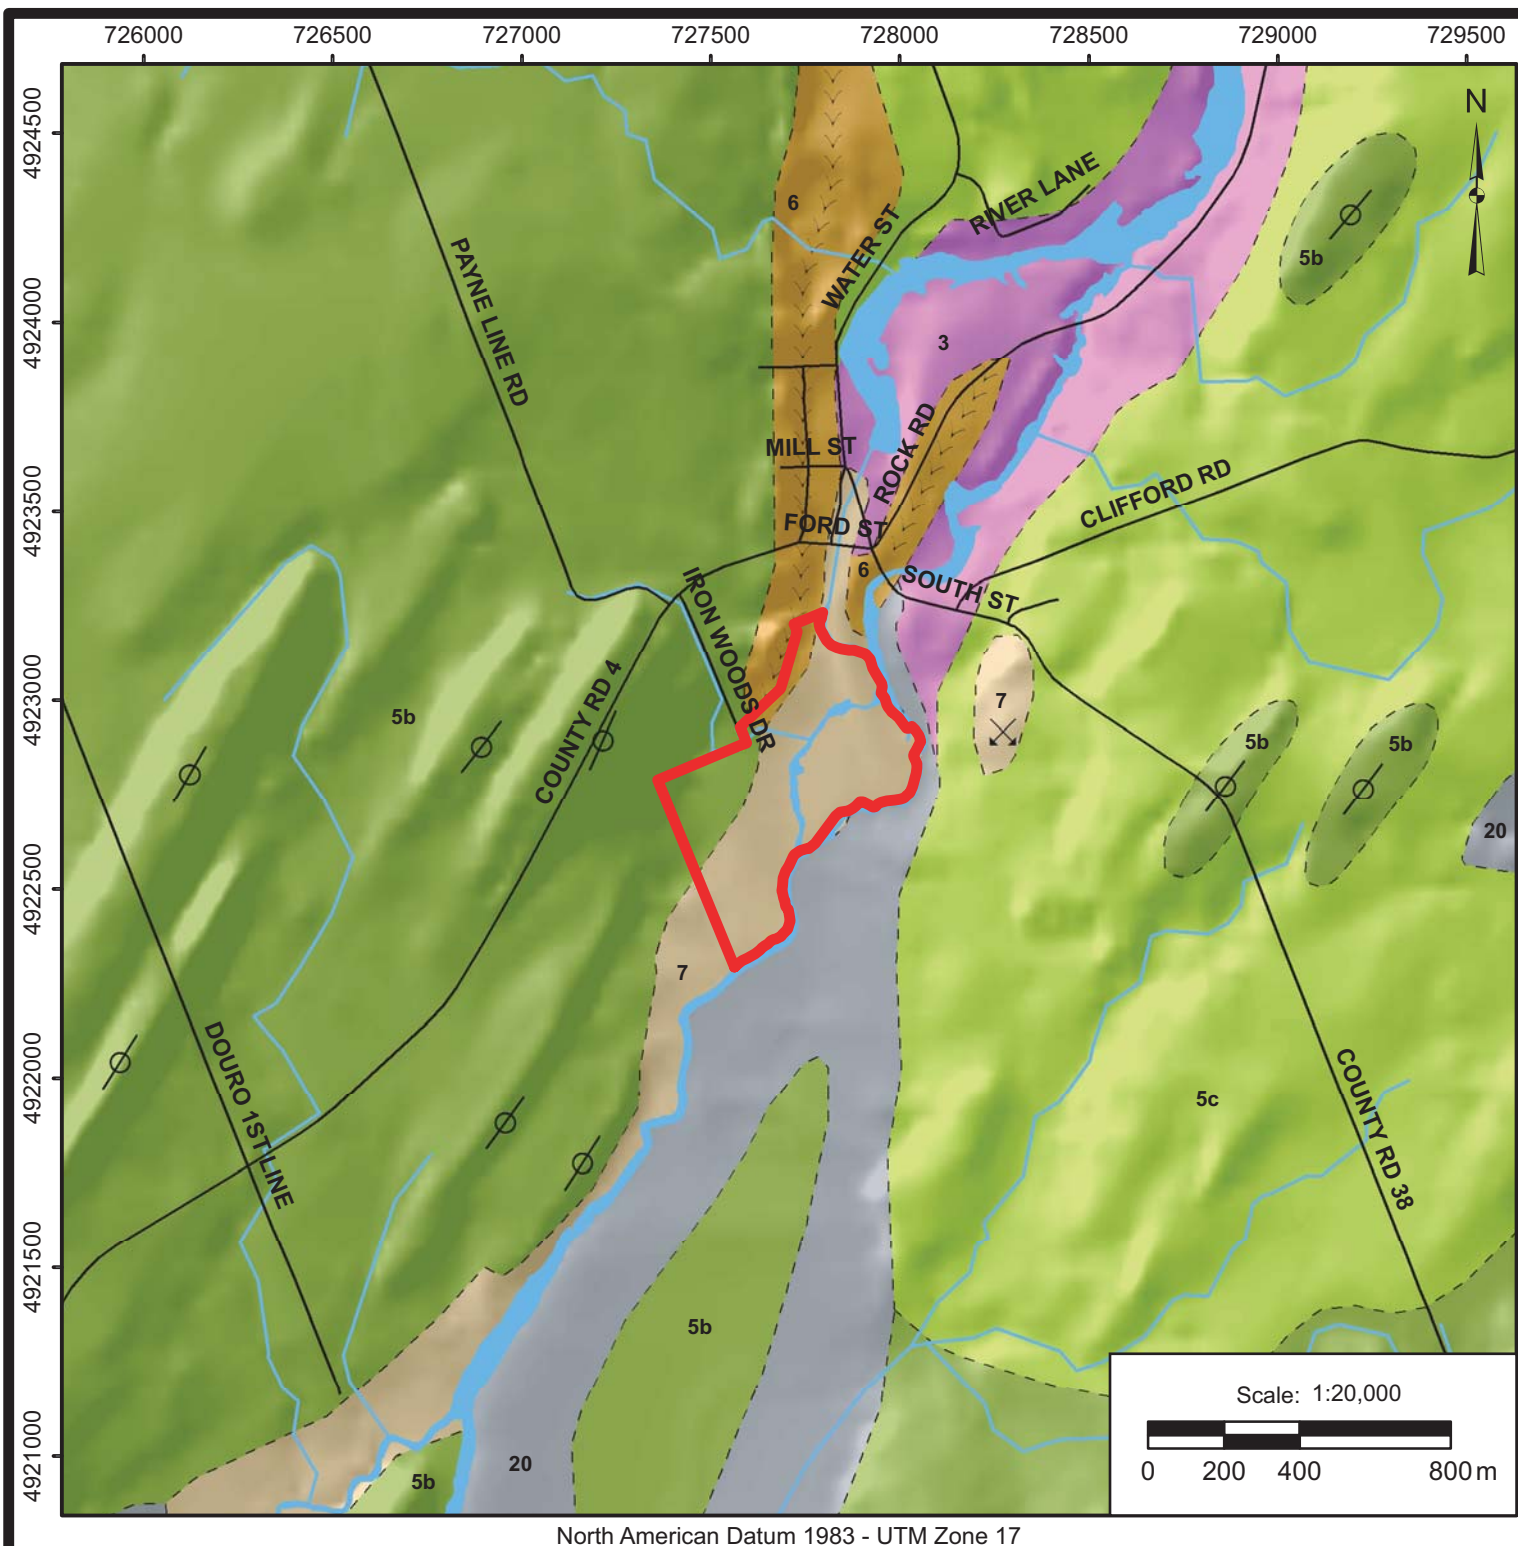 726000 726500 727000 727500 728000 728500 729000 729500
4924500
4924000
4923500
4923000
4922500
4922000
4921500
4921000
N
RIVER LANE
6
WATER ST
PAYNE LINE RD
5b
3
MILL ST
ROCK RD
CLIFFORD RD
FORD ST
6
SOUTH ST
IRON WOODS DR
COUNTY RD 4
5b
7
5b
5b
20
7
DOURO 1ST LINE
5c
COUNTY RD 38
5b
20
5b
Scale: 1:20,000
0 200 400 800 m
North American Datum 1983 - UTM Zone 17